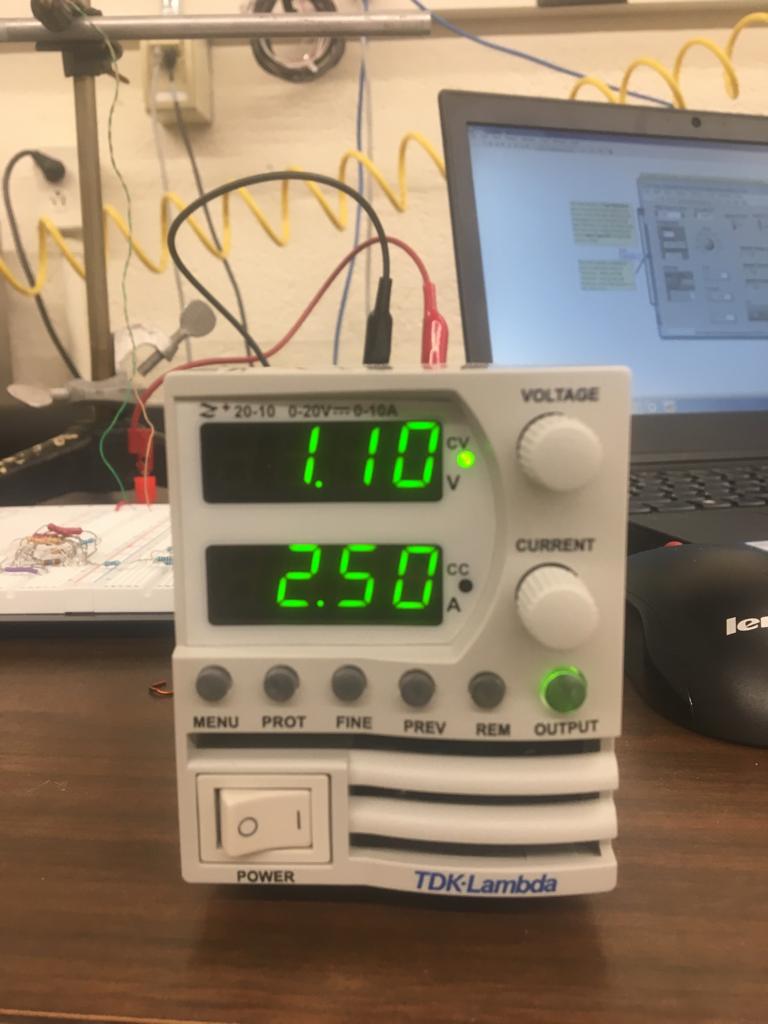 VOLTAGE
Z+ 20-10 0-20V⎓ 0-10A
1.10
CV
V
CURRENT
2.50
CC
A
MENU PROT FINE PREV REM OUTPUT
O I
POWER
TDK·Lambda